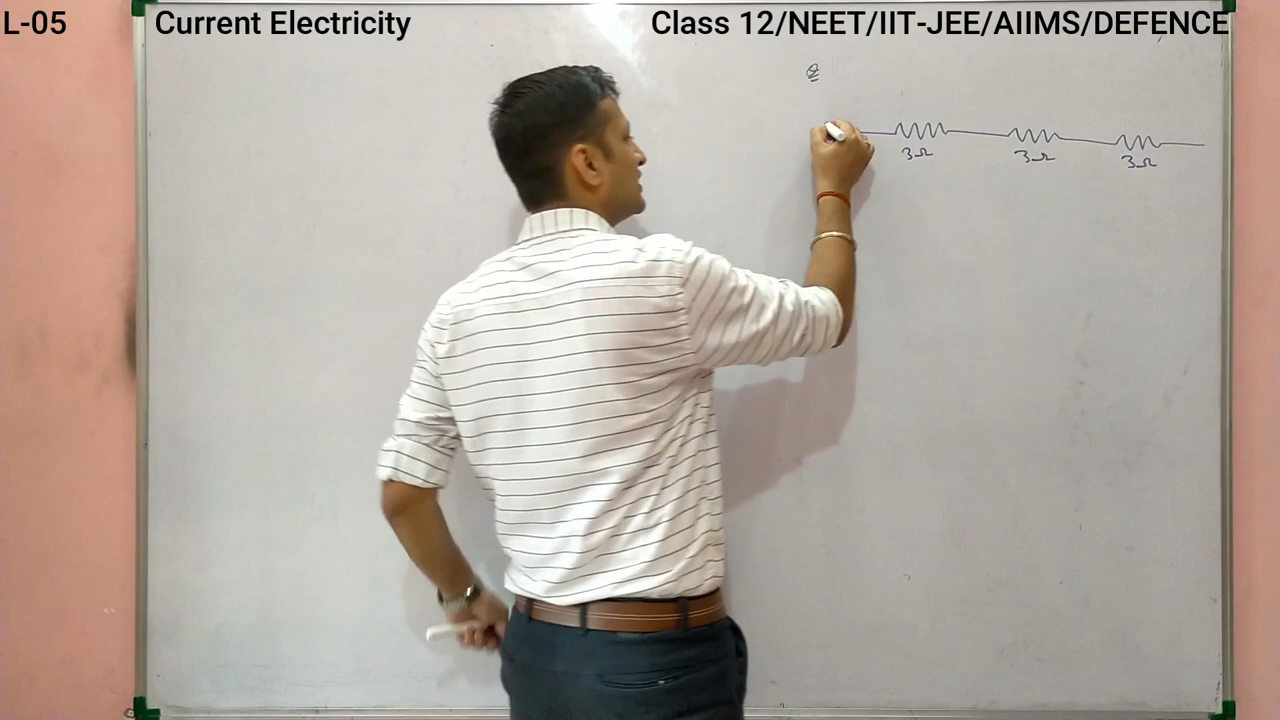 L-05 Current Electricity Class 12/NEET/IIT-JEE/AIIMS/DEFENCE
Q
3Ω 3Ω 3Ω